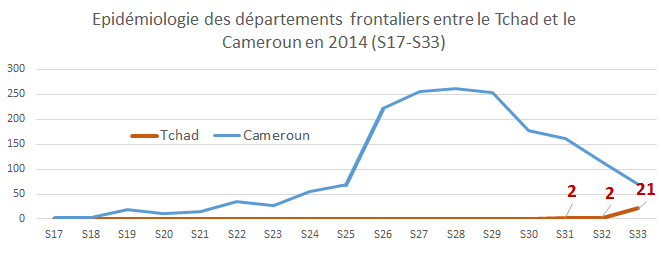 Epidémiologie des départements frontaliers entre le Tchad et le
Cameroun en 2014 (S17-S33)
300
250
200
150
100
50
0
Tchad
Cameroun
2
2
21
S17 S18 S19 S20 S21 S22 S23 S24 S25 S26 S27 S28 S29 S30 S31 S32 S33